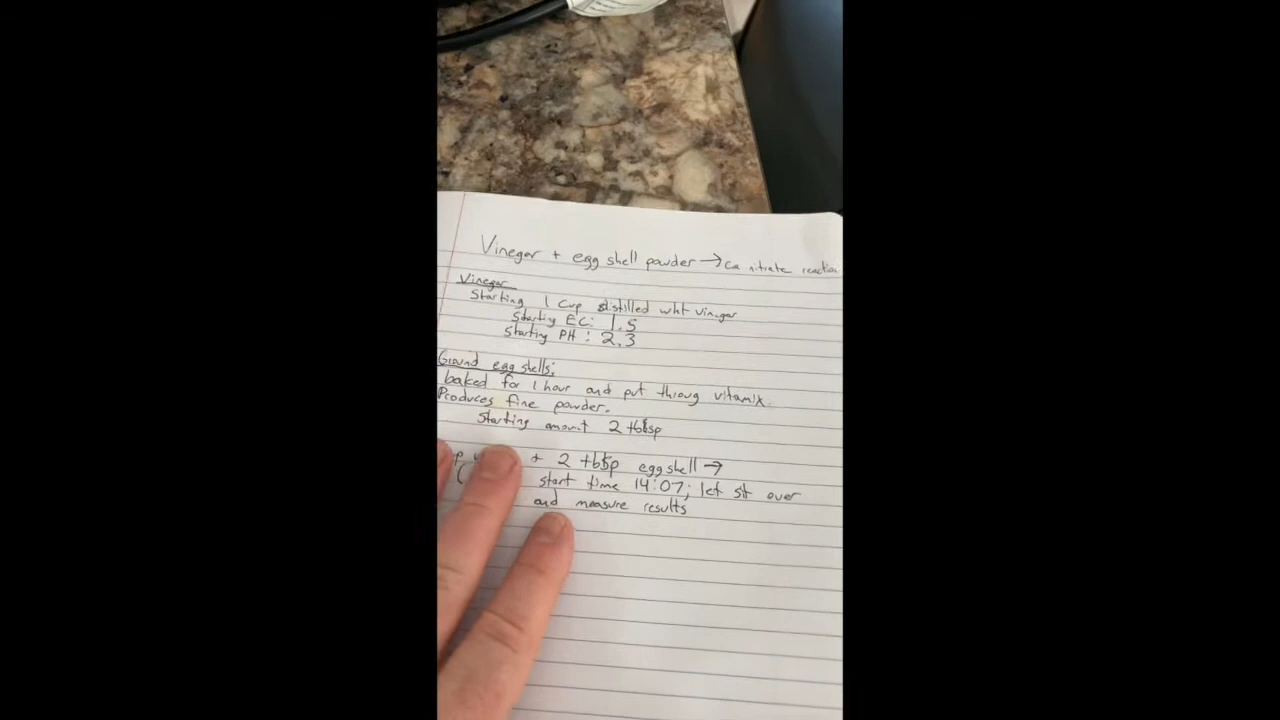 Vinegar + egg shell powder → ca nitrate reaction
Vinegar
Starting 1 cup distilled wht vinegar
Starting EC: 1.5
Starting PH: 2.3
Ground egg shells:
baked for 1 hour and put throug vitamix.
Produces fine powder.
Starting amount 2 tblsp
+ 2 tblsp egg shell →
start time 14:07; let sit over
and measure results